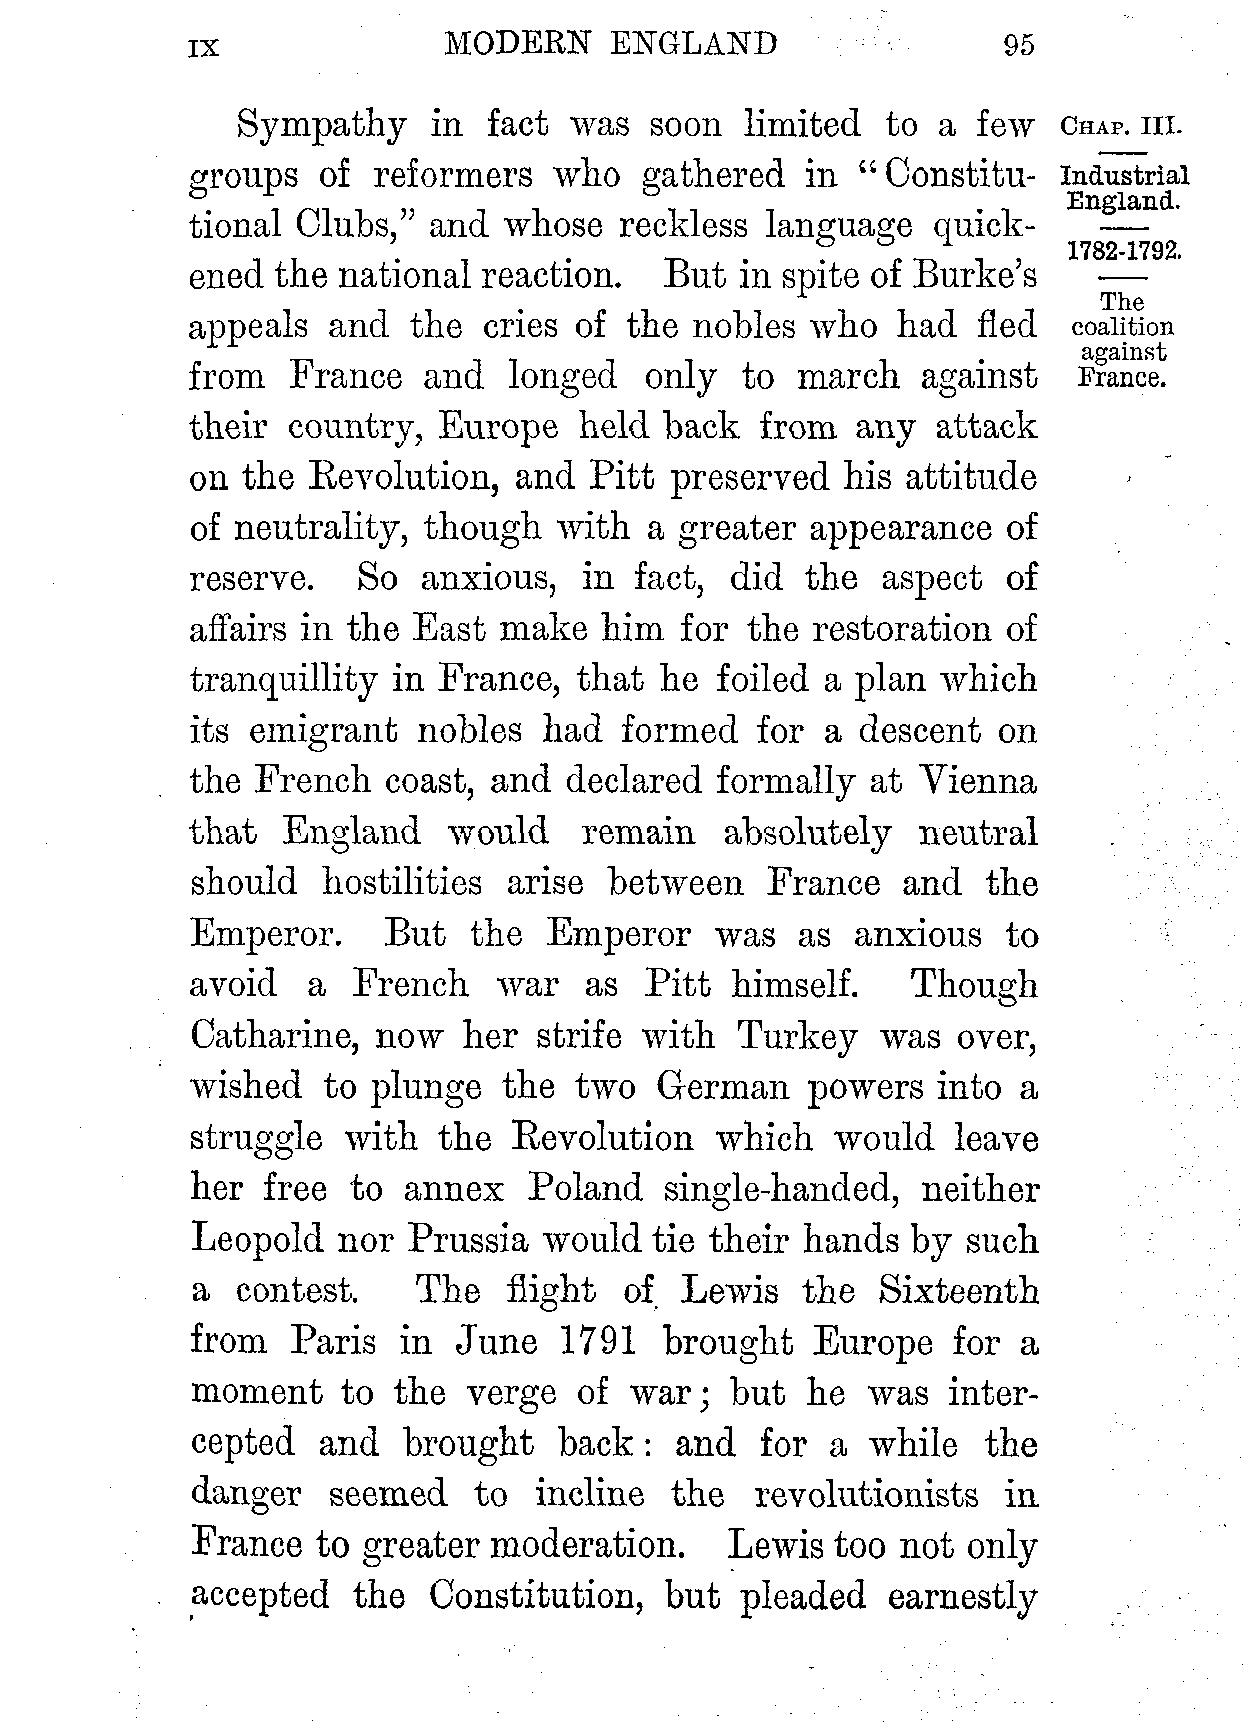 IX MODERN ENGLAND 95
Sympathy in fact was soon limited to a few
groups of reformers who gathered in “Constitu-
tional Clubs,” and whose reckless language quick-
ened the national reaction. But in spite of Burke’s
appeals and the cries of the nobles who had fled
from France and longed only to march against
their country, Europe held back from any attack
on the Revolution, and Pitt preserved his attitude
of neutrality, though with a greater appearance of
reserve. So anxious, in fact, did the aspect of
affairs in the East make him for the restoration of
tranquillity in France, that he foiled a plan which
its emigrant nobles had formed for a descent on
the French coast, and declared formally at Vienna
that England would remain absolutely neutral
should hostilities arise between France and the
Emperor. But the Emperor was as anxious to
avoid a French war as Pitt himself. Though
Catharine, now her strife with Turkey was over,
wished to plunge the two German powers into a
struggle with the Revolution which would leave
her free to annex Poland single-handed, neither
Leopold nor Prussia would tie their hands by such
a contest. The flight of Lewis the Sixteenth
from Paris in June 1791 brought Europe for a
moment to the verge of war; but he was inter-
cepted and brought back: and for a while the
danger seemed to incline the revolutionists in
France to greater moderation. Lewis too not only
accepted the Constitution, but pleaded earnestly
CHAP. III.
Industrial
England.
1782-1792.
The
coalition
against
France.